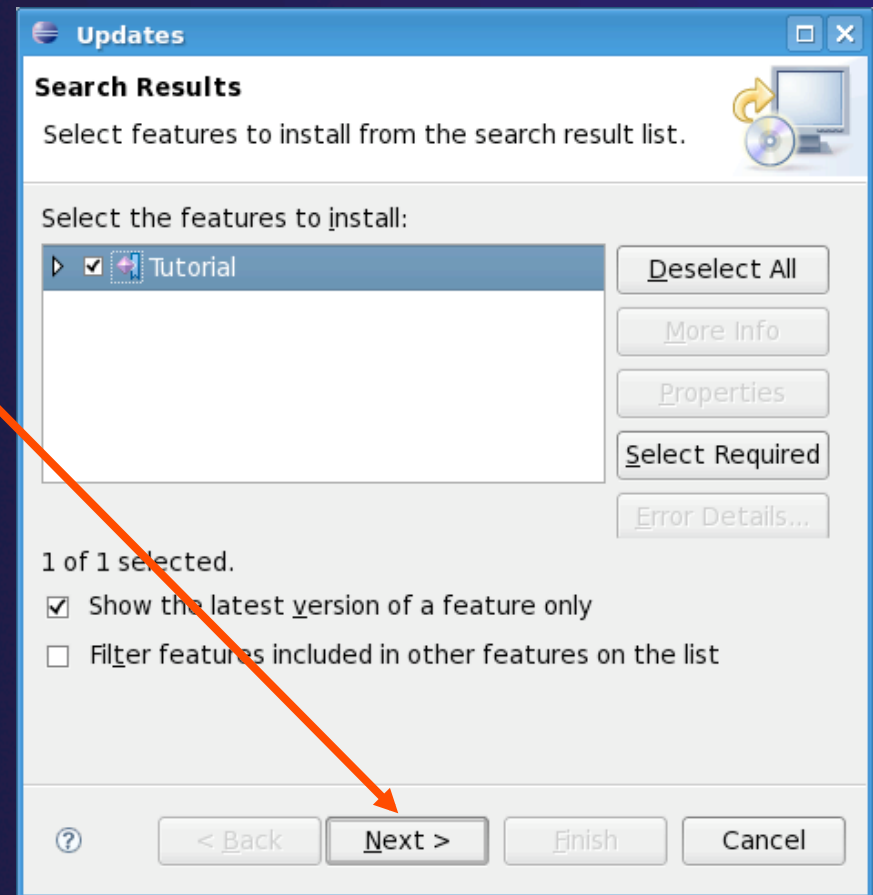 Updates
Search Results
Select features to install from the search result list.
Select the features to install:
Tutorial
Deselect All
More Info
Properties
Select Required
Error Details...
1 of 1 selected.
Show the latest version of a feature only
Filter features included in other features on the list
?
< Back
Next >
Finish
Cancel